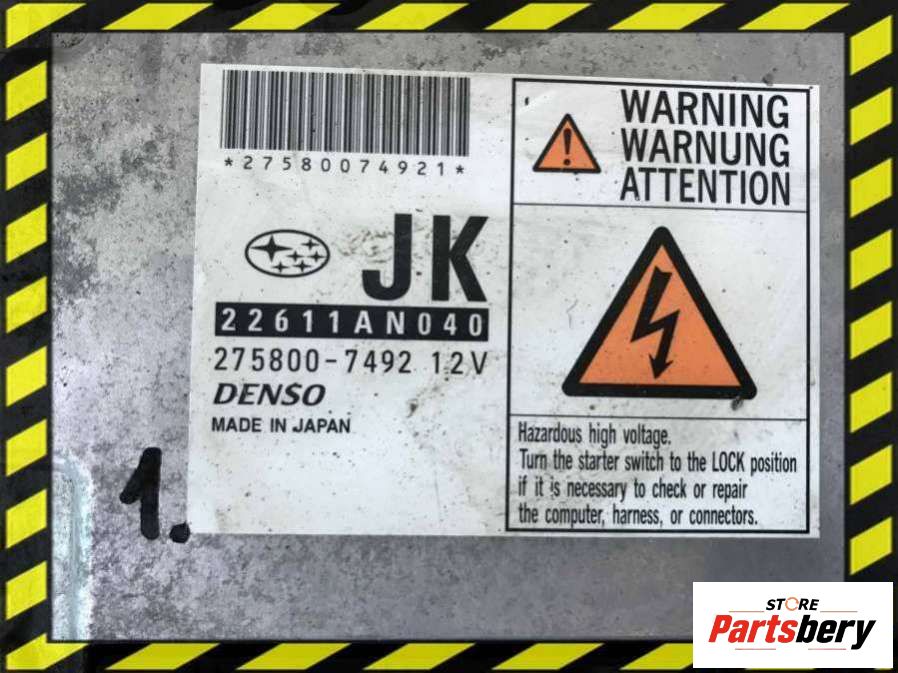 *27580074921*
JK
22611AN040
275800-7492 12V
DENSO
MADE IN JAPAN
WARNING
WARNUNG
ATTENTION
Hazardous high voltage.
Turn the starter switch to the LOCK position
if it is necessary to check or repair
the computer, harness, or connectors.
1.
STORE
Partsbery